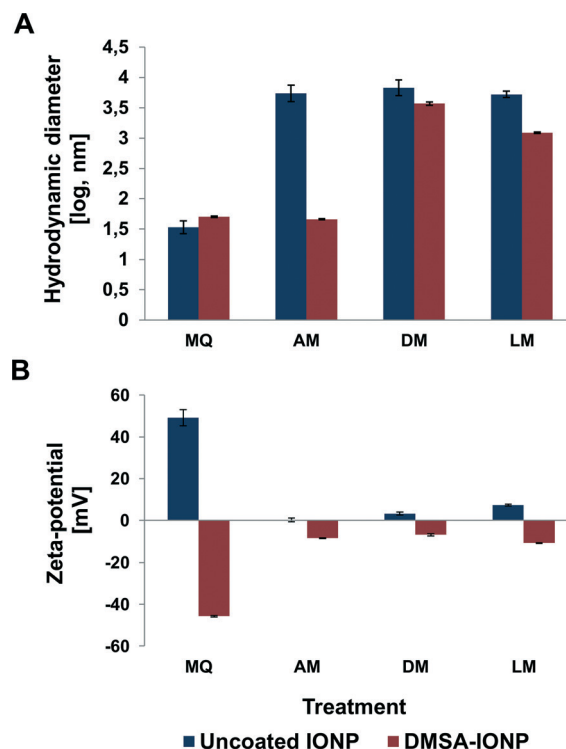 A
Hydrodynamic diameter
[log, nm]
4,5
4
3,5
3
2,5
2
1,5
1
0,5
0
MQ AM DM LM
B
Zeta-potential
[mV]
60
40
20
0
-20
-40
-60
MQ AM DM LM
Treatment
Uncoated IONP DMSA-IONP